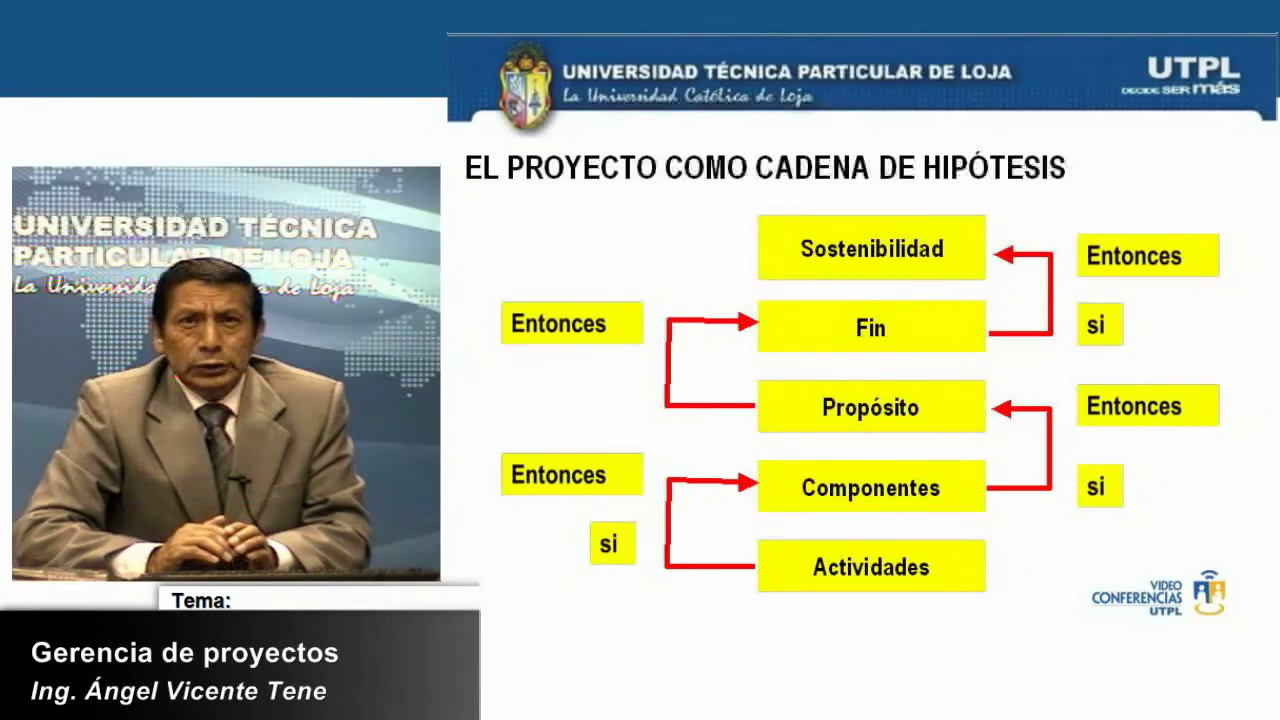 UNIVERSIDAD TÉCNICA PARTICULAR DE LOJA
La Universidad Católica de Loja
UTPL
DECIDE SER más
EL PROYECTO COMO CADENA DE HIPÓTESIS
UNIVERSIDAD TÉCNICA
PARTICULAR DE LOJA
La Universida a de Loja
Sostenibilidad
Entonces
Entonces
Fin
si
Propósito
Entonces
Entonces
Componentes
si
si
Actividades
VIDEO
CONFERENCIAS
UTPL
Tema:
Gerencia de proyectos
Ing. Ángel Vicente Tene